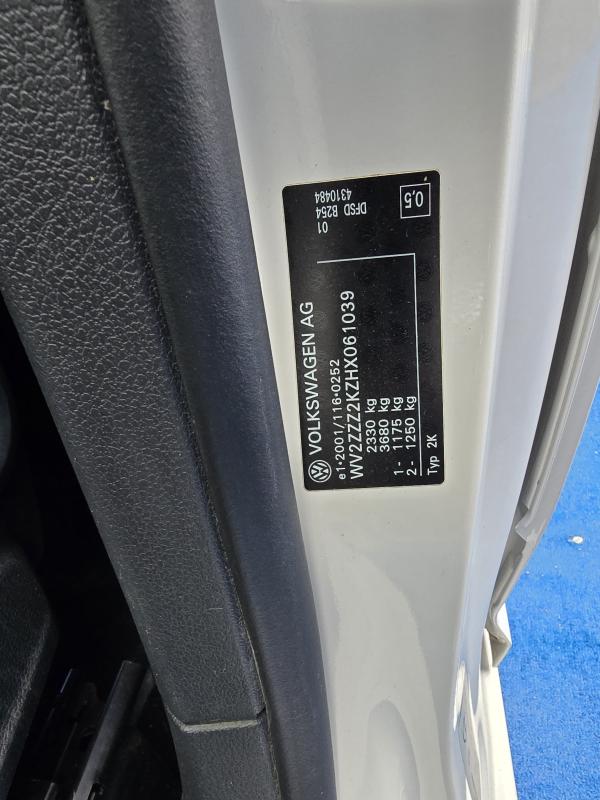 VOLKSWAGEN AG
e1*2001/116*0252
WV2ZZZ2KZHX061039
2330 kg
3680 kg
1- 1175 kg
2- 1250 kg
Typ 2K
01
DFSD B254
4310484
0.5